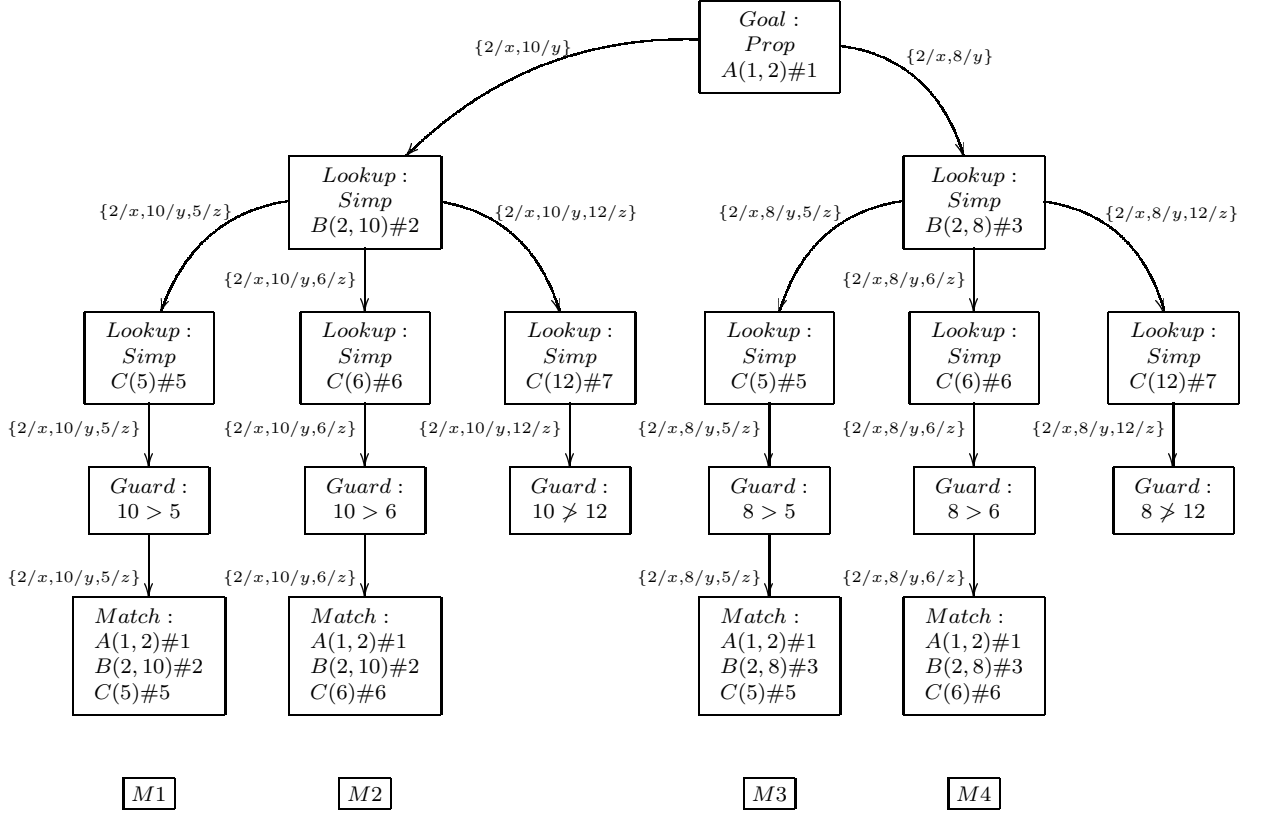 Goal :
Prop
A(1, 2)#1
{2/x,10/y}
{2/x,8/y}
Lookup :
Simp
B(2, 10)#2
Lookup :
Simp
B(2, 8)#3
{2/x,10/y,5/z}
{2/x,10/y,6/z}
{2/x,10/y,12/z}
{2/x,8/y,5/z}
{2/x,8/y,6/z}
{2/x,8/y,12/z}
Lookup :
Simp
C(5)#5
Lookup :
Simp
C(6)#6
Lookup :
Simp
C(12)#7
Lookup :
Simp
C(5)#5
Lookup :
Simp
C(6)#6
Lookup :
Simp
C(12)#7
{2/x,10/y,5/z}
{2/x,10/y,6/z}
{2/x,10/y,12/z}
{2/x,8/y,5/z}
{2/x,8/y,6/z}
{2/x,8/y,12/z}
Guard :
10 > 5
Guard :
10 > 6
Guard :
10 ≯ 12
Guard :
8 > 5
Guard :
8 > 6
Guard :
8 ≯ 12
{2/x,10/y,5/z}
{2/x,10/y,6/z}
{2/x,8/y,5/z}
{2/x,8/y,6/z}
Match :
A(1, 2)#1
B(2, 10)#2
C(5)#5
Match :
A(1, 2)#1
B(2, 10)#2
C(6)#6
Match :
A(1, 2)#1
B(2, 8)#3
C(5)#5
Match :
A(1, 2)#1
B(2, 8)#3
C(6)#6
M1
M2
M3
M4